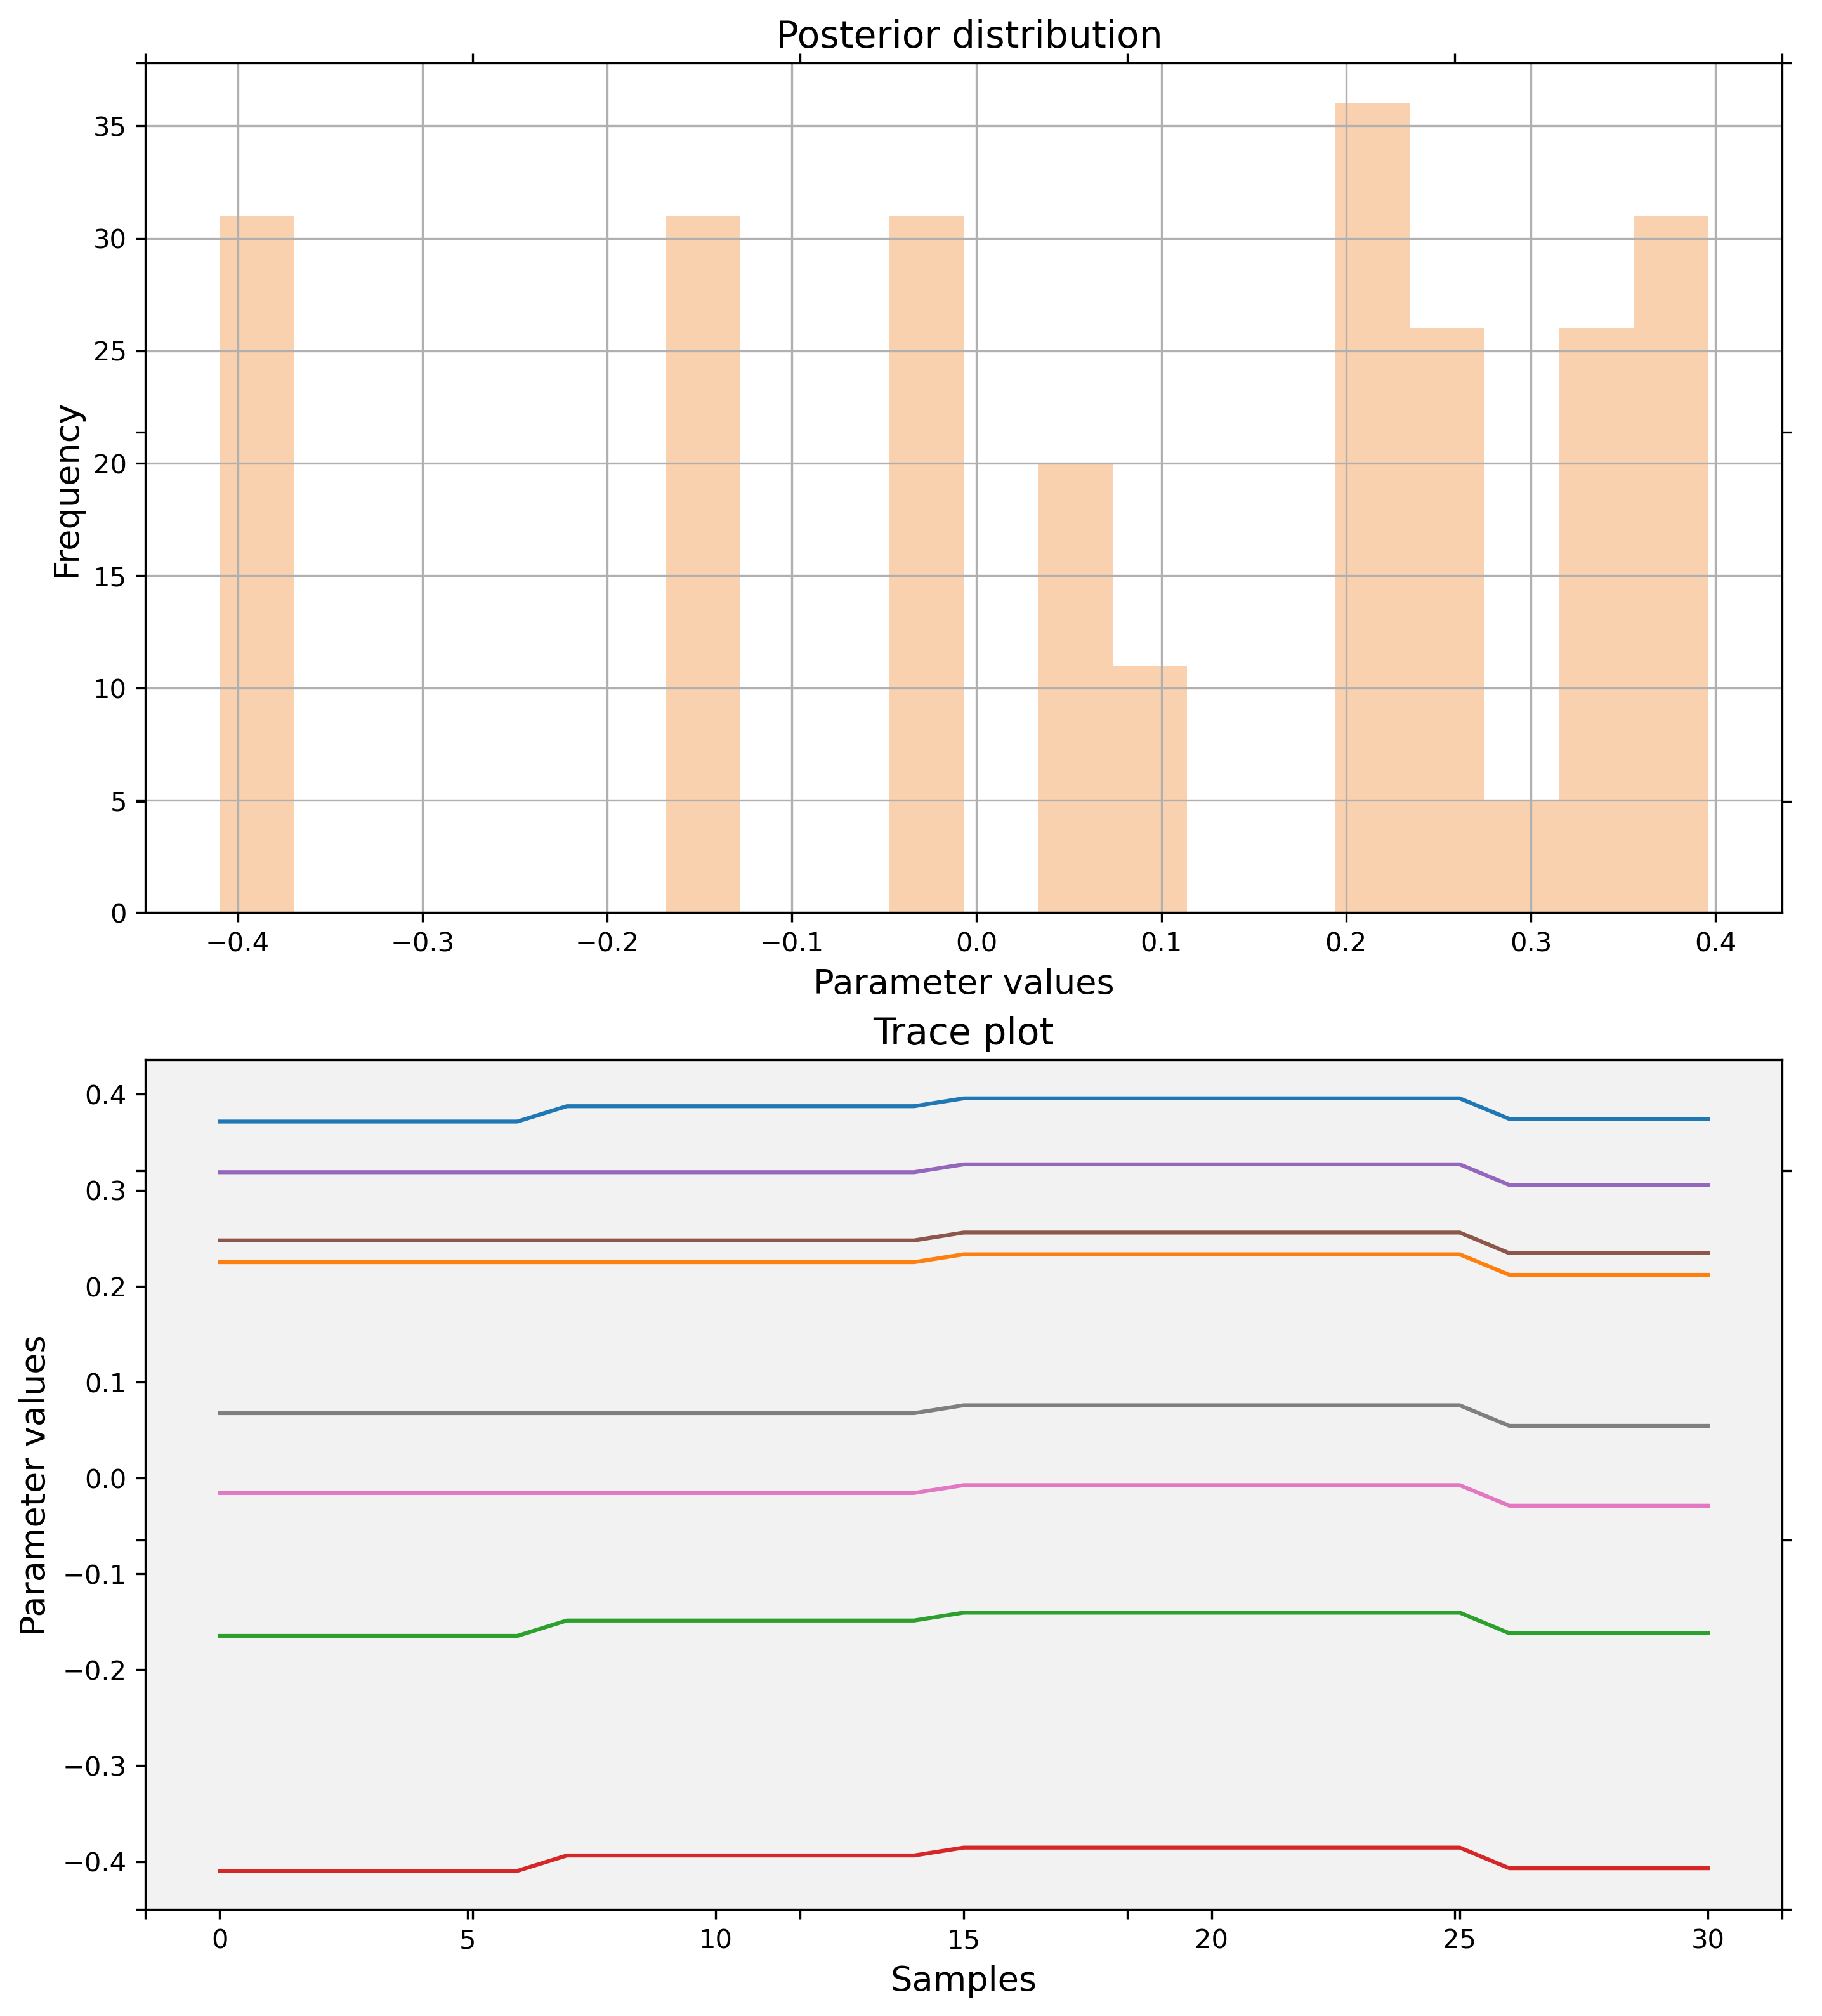 Posterior distribution
35
30
25
20
15
10
5
0
Frequency
−0.4 −0.3 −0.2 −0.1 0.0 0.1 0.2 0.3 0.4
Parameter values
Trace plot
0.4
0.3
0.2
0.1
0.0
−0.1
−0.2
−0.3
−0.4
Parameter values
0 5 10 15 20 25 30
Samples